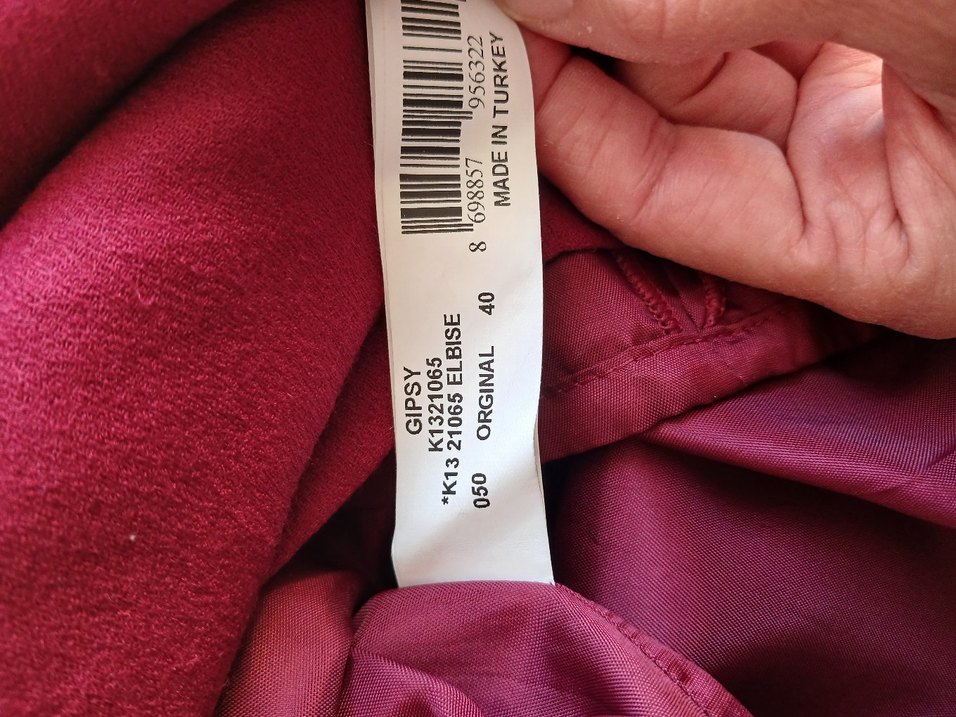 GIPSY
K1321065
*K13 21065 ELBISE
050 ORGINAL 40
8 698857 956322
MADE IN TURKEY